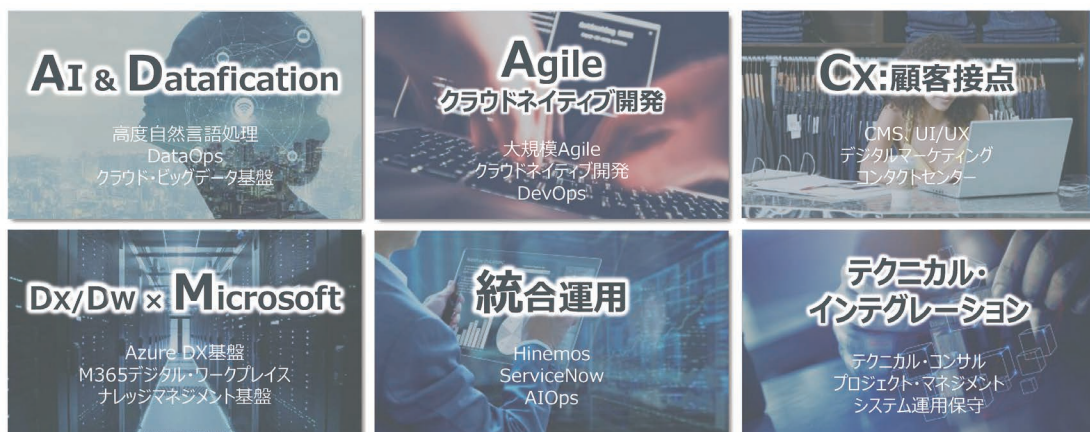 AI & Datafication
高度自然言語処理
DataOps
クラウド・ビッグデータ基盤
Agile
クラウドネイティブ開発
大規模Agile
クラウドネイティブ開発
DevOps
CX:顧客接点
CMS、UI/UX
デジタルマーケティング
コンタクトセンター
DX/DW × Microsoft
Azure DX基盤
M365デジタル・ワークプレイス
ナレッジマネジメント基盤
統合運用
Hinemos
ServiceNow
AIOps
テクニカル・
インテグレーション
テクニカル・コンサル
プロジェクト・マネジメント
システム運用保守